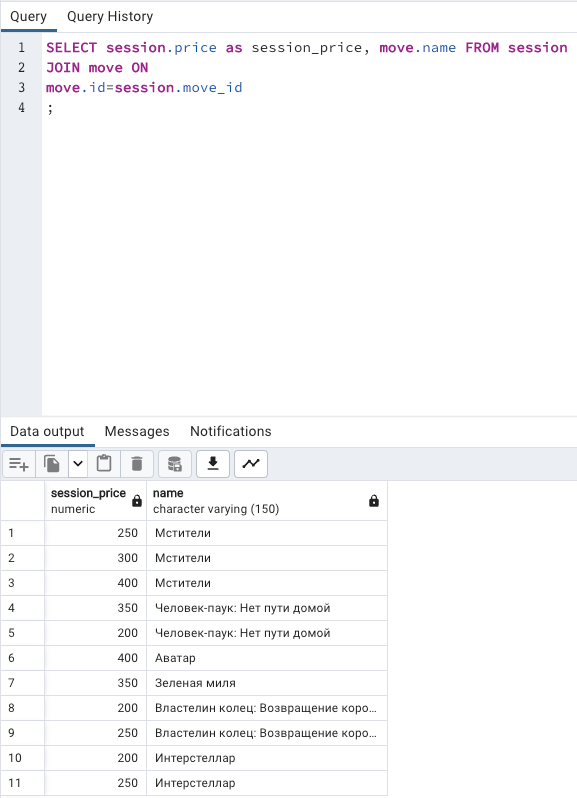 Query Query History
1 SELECT session.price as session_price, move.name FROM session
2 JOIN move ON
3 move.id=session.move_id
4 ;
Data output Messages Notifications
session_price name
numeric character varying (150)
1 250 Мстители
2 300 Мстители
3 400 Мстители
4 350 Человек-паук: Нет пути домой
5 200 Человек-паук: Нет пути домой
6 400 Аватар
7 350 Зеленая миля
8 200 Властелин колец: Возвращение коро…
9 250 Властелин колец: Возвращение коро…
10 200 Интерстеллар
11 250 Интерстеллар